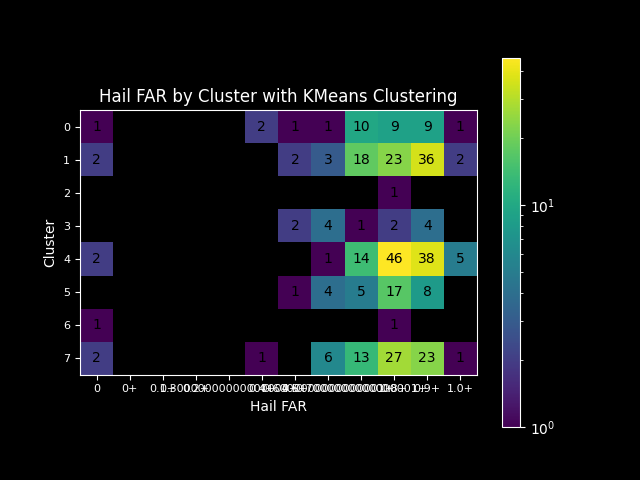 Hail FAR by Cluster with KMeans Clustering
0 1 2 1 1 10 9 9 1
1 2 2 3 18 23 36 2
2 1
3 2 4 1 2 4
4 2 1 14 46 38 5
5 1 4 5 17 8
6 1 1
7 2 1 6 13 27 23 1
0 0+ 1.0+
Hail FAR
Cluster
10¹
10⁰